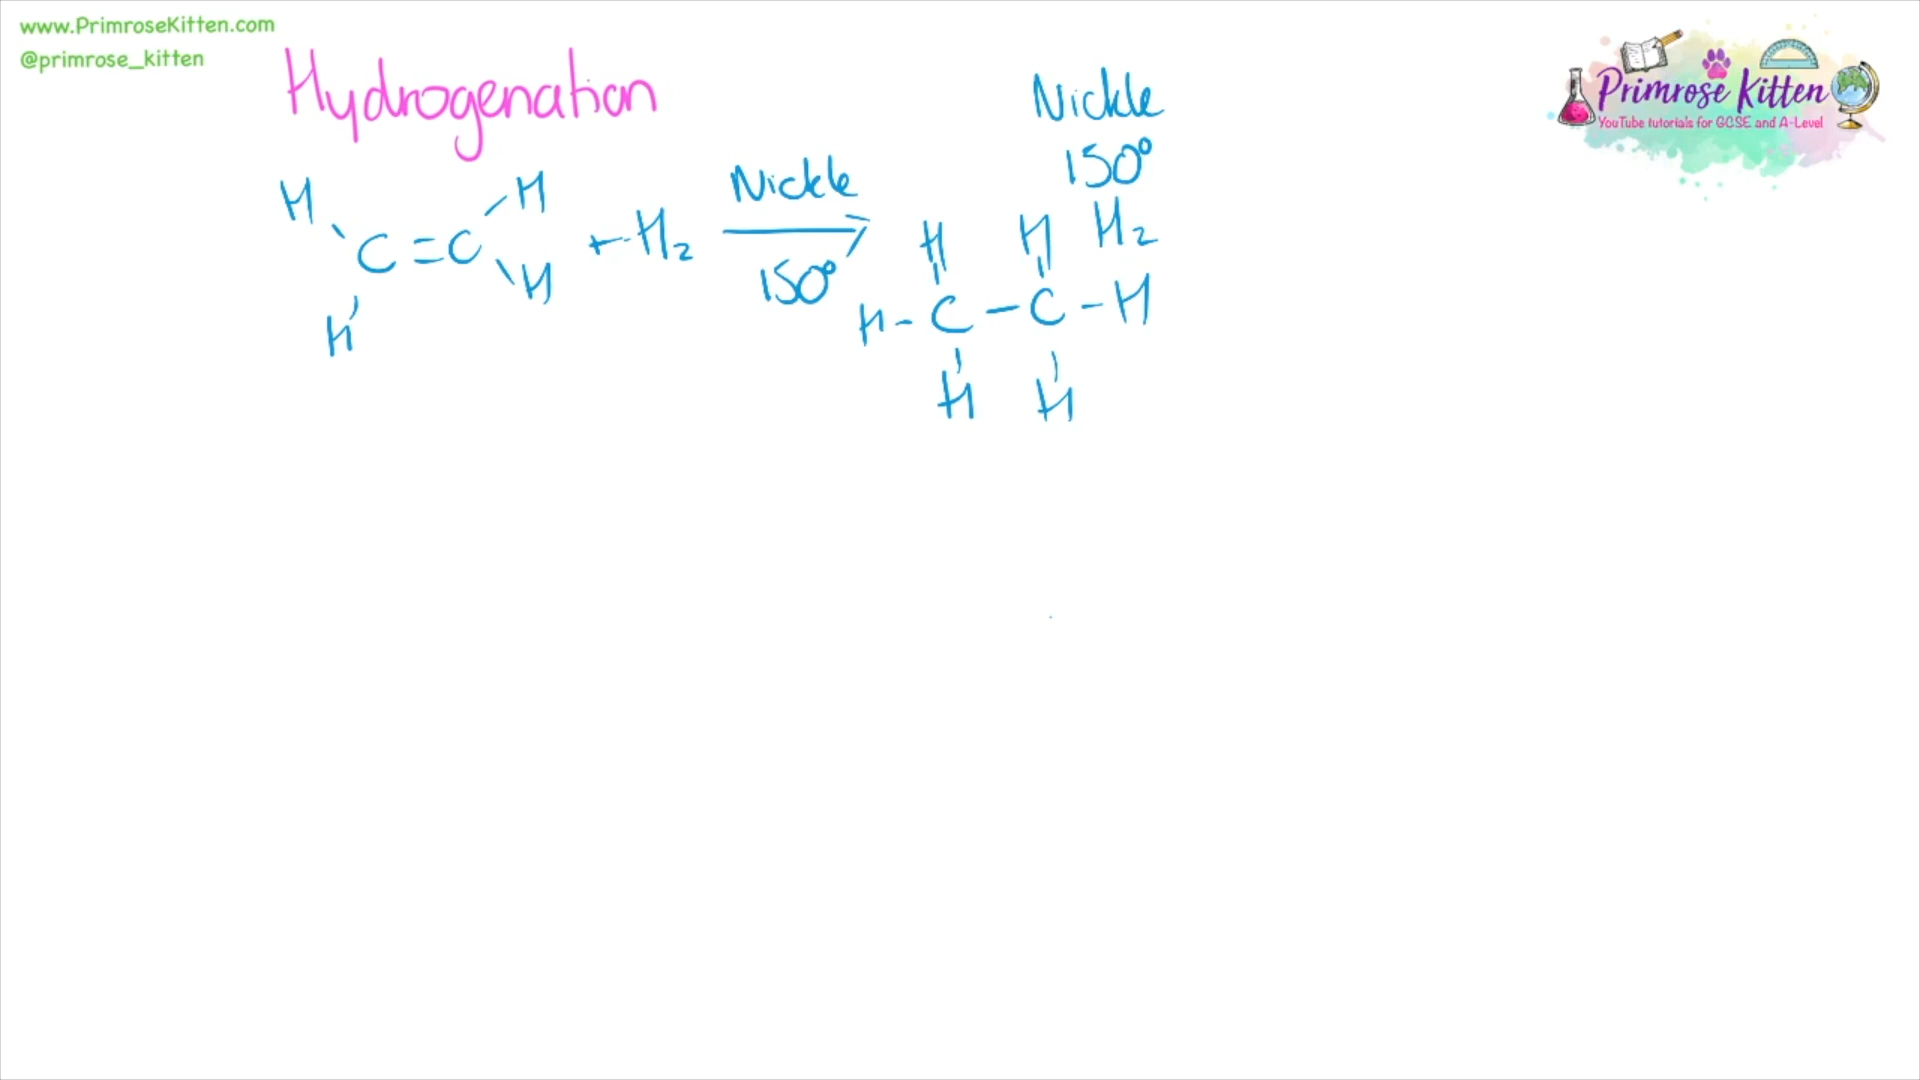 www.PrimroseKitten.com
@primrose_kitten
Primrose Kitten
YouTube tutorials for GCSE and A-Level
Hydrogenation
Nickle
150°
H2
H H
C=C
H H
+ H2
Nickle
150°
H H
H-C-C-H
H H